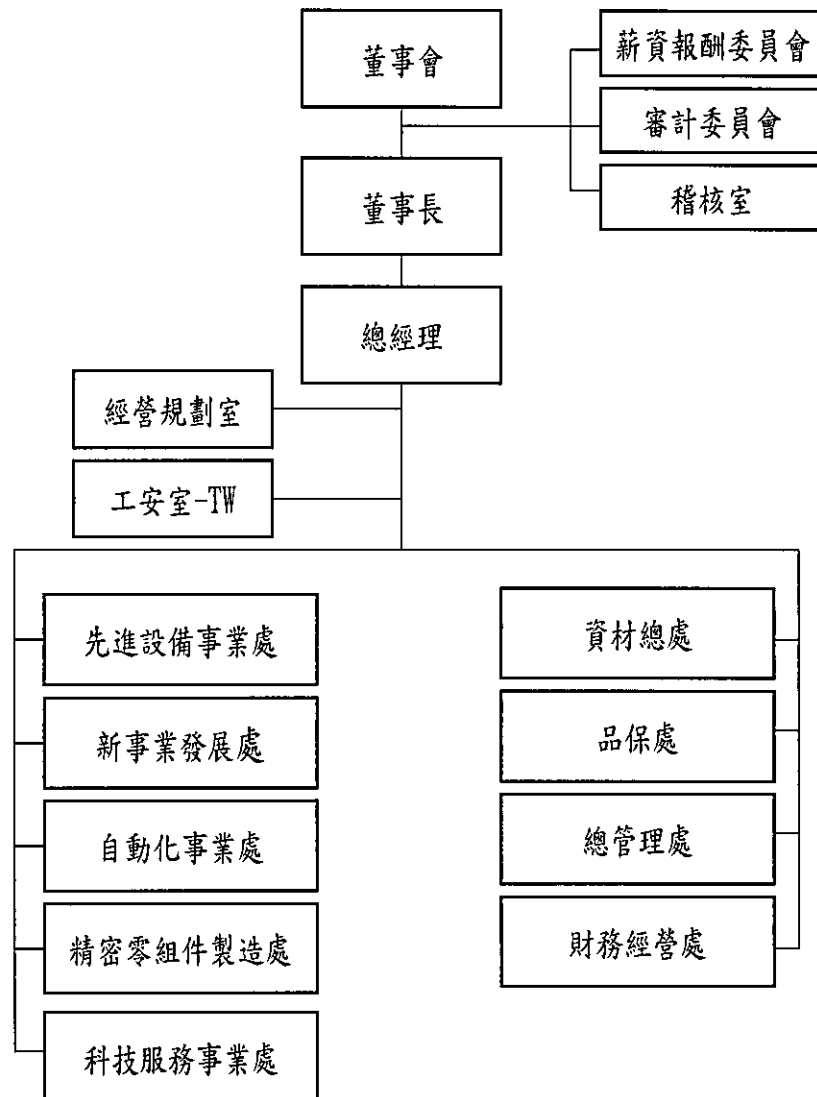 董事會
薪資報酬委員會
審計委員會
稽核室
董事長
總經理
經營規劃室
工安室-TW
先進設備事業處
新事業發展處
自動化事業處
精密零組件製造處
科技服務事業處
資材總處
品保處
總管理處
財務經營處